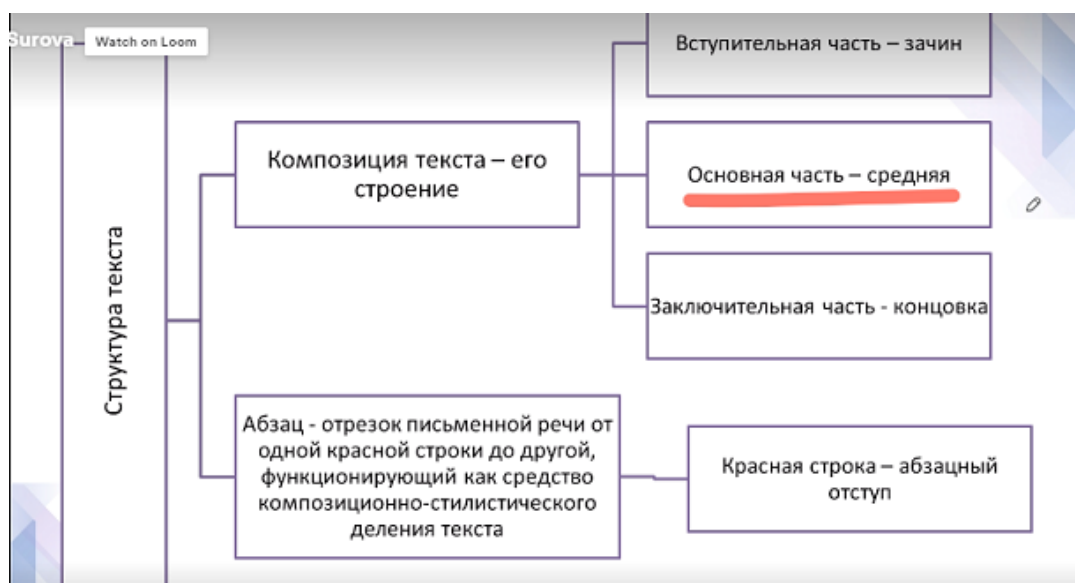 Surova
Watch on Loom
Вступительная часть – зачин
Композиция текста – его
строение
Основная часть – средняя
Заключительная часть - концовка
Структура текста
Абзац - отрезок письменной речи от
одной красной строки до другой,
функционирующий как средство
композиционно-стилистического
деления текста
Красная строка – абзацный
отступ